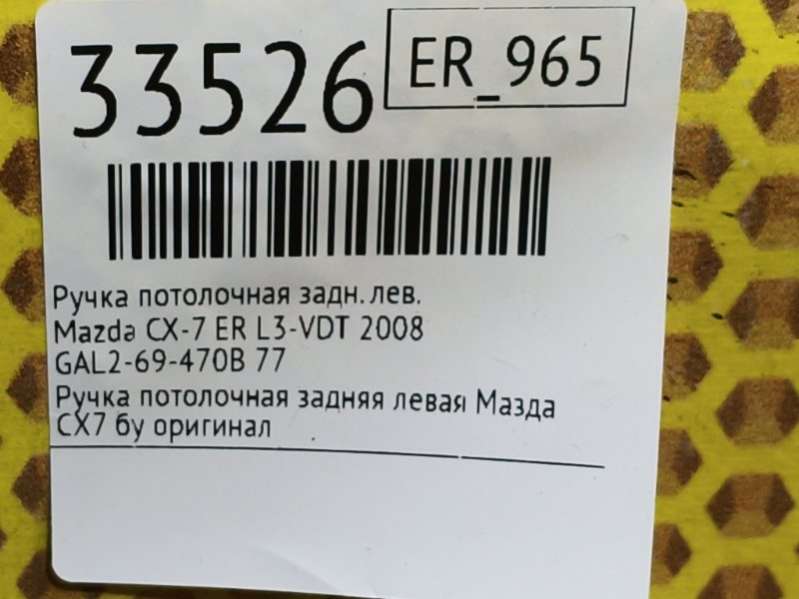 33526
ER_965
Ручка потолочная задн. лев.
Mazda CX-7 ER L3-VDT 2008
GAL2-69-470B 77
Ручка потолочная задняя левая Мазда
СХ7 бу оригинал